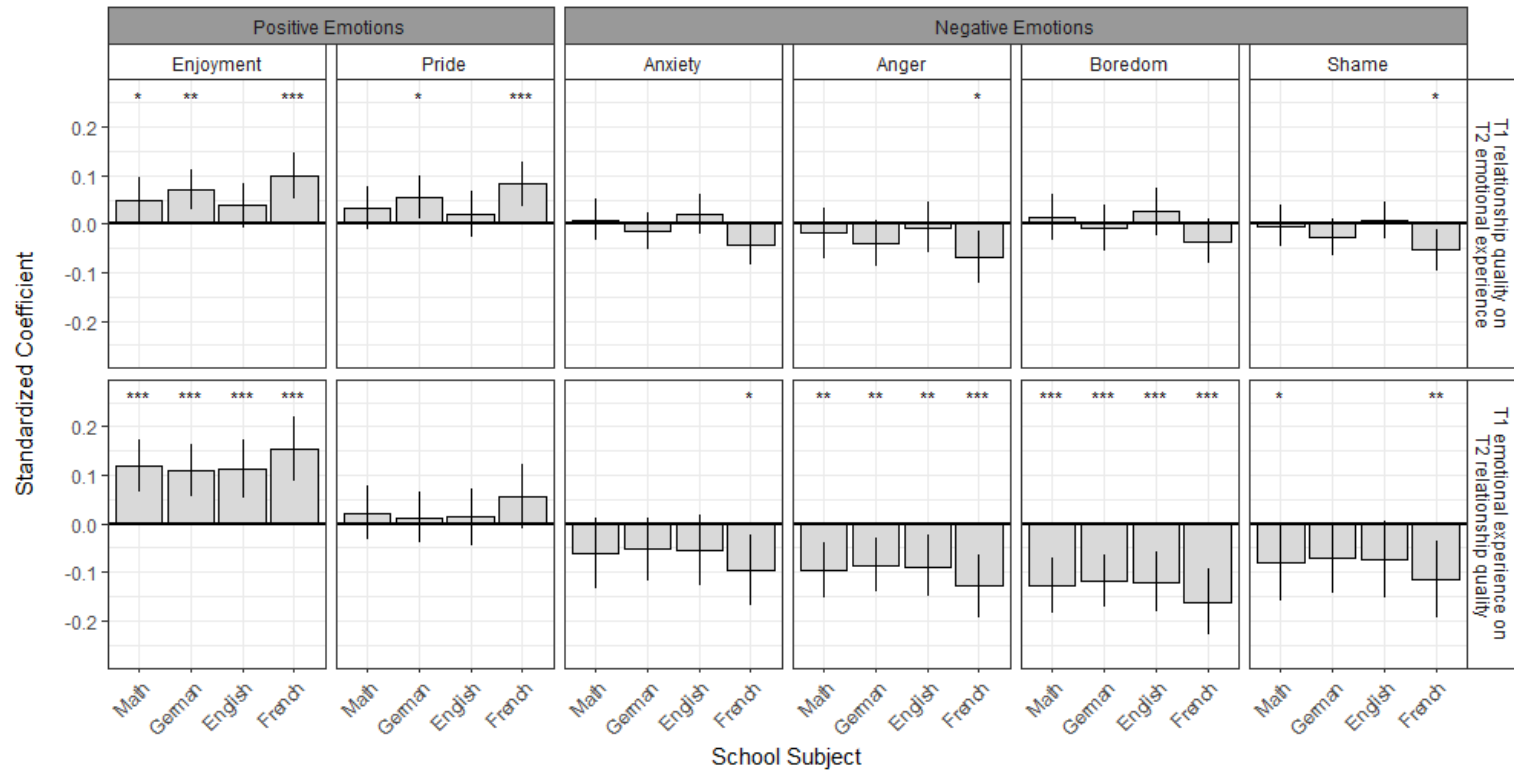 Positive Emotions Negative Emotions
Enjoyment Pride Anxiety Anger Boredom Shame
* ** *** * *** * *
0.2
0.1
0.0
-0.1
-0.2
T1 relationship quality on
T2 emotional experience
*** *** *** *** * ** ** ** *** *** *** *** *** * **
0.2
0.1
0.0
-0.1
-0.2
T1 emotional experience on
T2 relationship quality
Standardized Coefficient
Math German English French Math German English French Math German English French Math German English French Math German English French Math German English French
School Subject